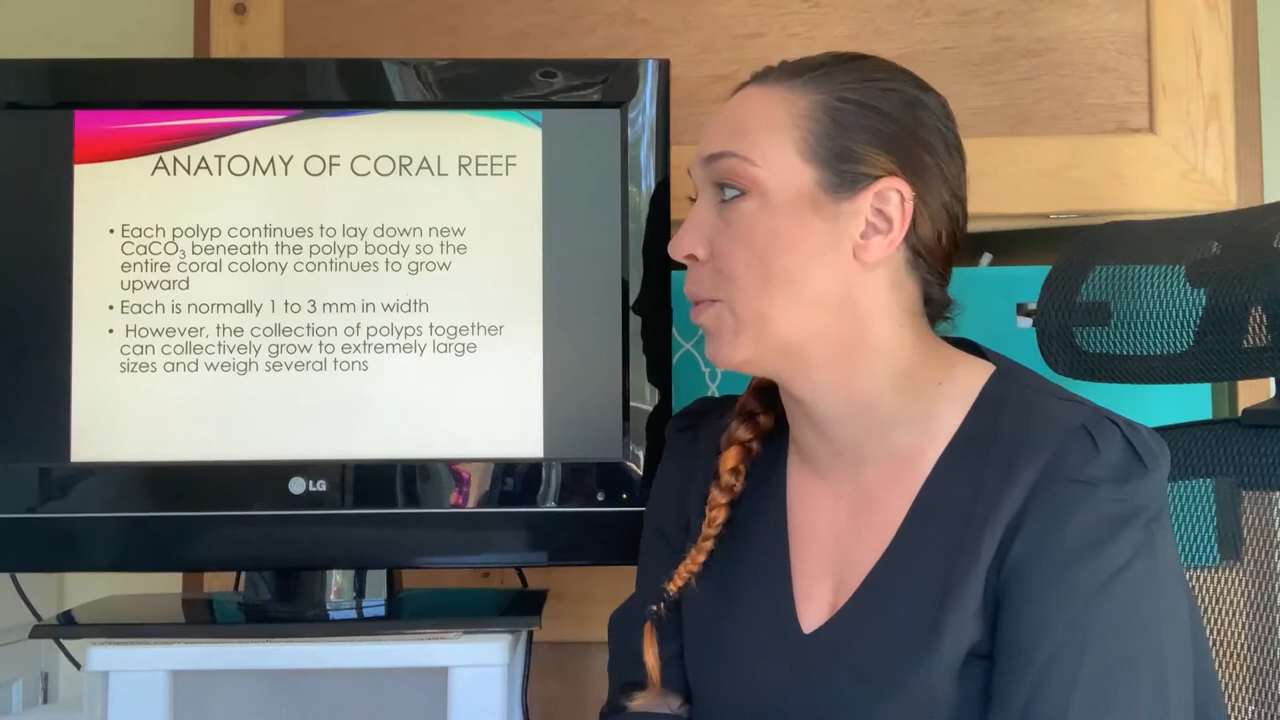 ANATOMY OF CORAL REEF
• Each polyp continues to lay down new
CaCO₃ beneath the polyp body so the
entire coral colony continues to grow
upward
• Each is normally 1 to 3 mm in width
• However, the collection of polyps together
can collectively grow to extremely large
sizes and weigh several tons
LG